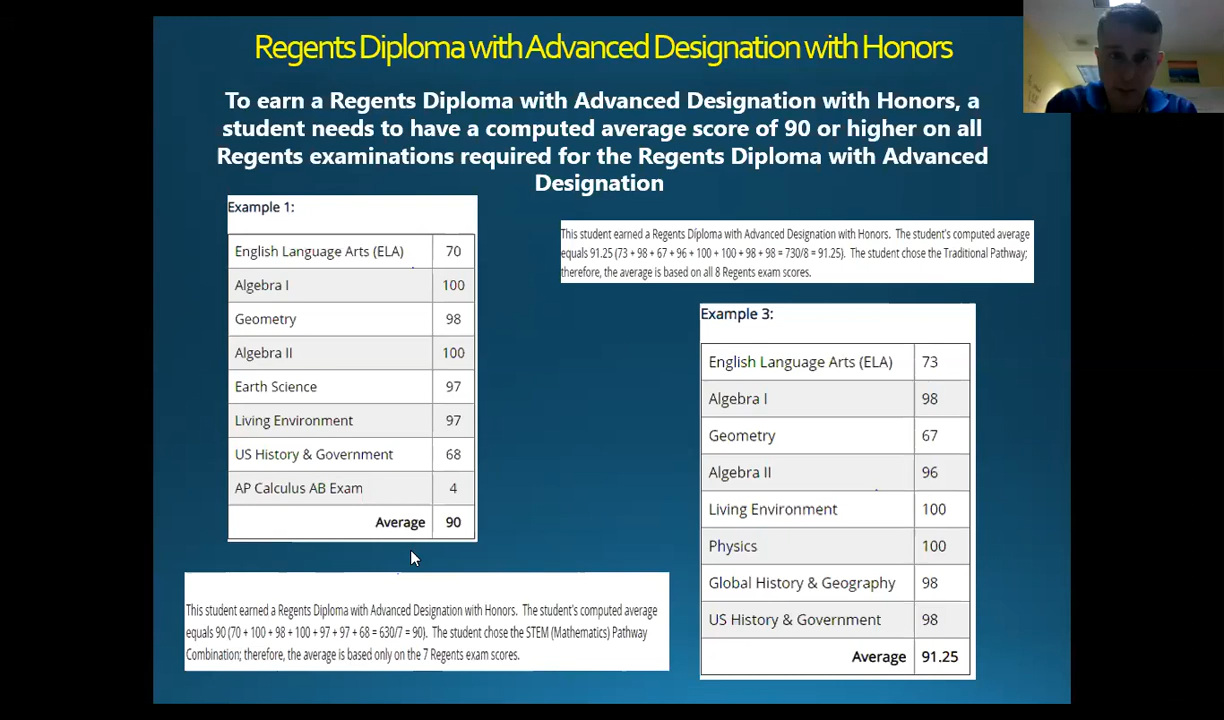 Regents Diploma with Advanced Designation with Honors
To earn a Regents Diploma with Advanced Designation with Honors, a
student needs to have a computed average score of 90 or higher on all
Regents examinations required for the Regents Diploma with Advanced
Designation
Example 1:
English Language Arts (ELA) 70
Algebra I 100
Geometry 98
Algebra II 100
Earth Science 97
Living Environment 97
US History & Government 68
AP Calculus AB Exam 4
Average 90
This student earned a Regents Diploma with Advanced Designation with Honors. The student's computed average
equals 90 (70 + 100 + 98 + 100 + 97 + 97 + 68 = 630/7 = 90). The student chose the STEM (Mathematics) Pathway
Combination; therefore, the average is based only on the 7 Regents exam scores.
This student earned a Regents Diploma with Advanced Designation with Honors. The student's computed average
equals 91.25 (73 + 98 + 67 + 96 + 100 + 100 + 98 + 98 = 730/8 = 91.25). The student chose the Traditional Pathway;
therefore, the average is based on all 8 Regents exam scores.
Example 3:
English Language Arts (ELA) 73
Algebra I 98
Geometry 67
Algebra II 96
Living Environment 100
Physics 100
Global History & Geography 98
US History & Government 98
Average 91.25